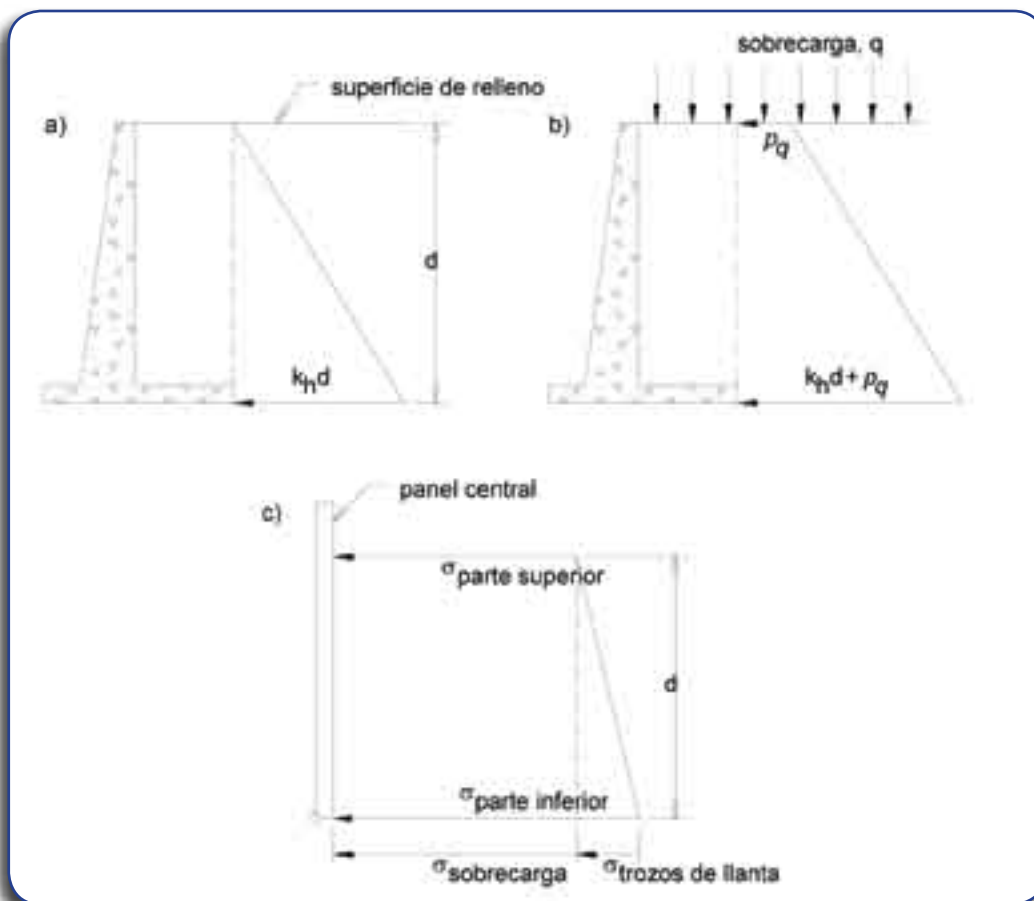 sobrecarga, q
superficie de relleno
a)
b)
p_q
d
k_h d
k_h d + p_q
panel central
c)
σ parte superior
d
σ parte inferior
σ sobrecarga
σ trozos de llanta